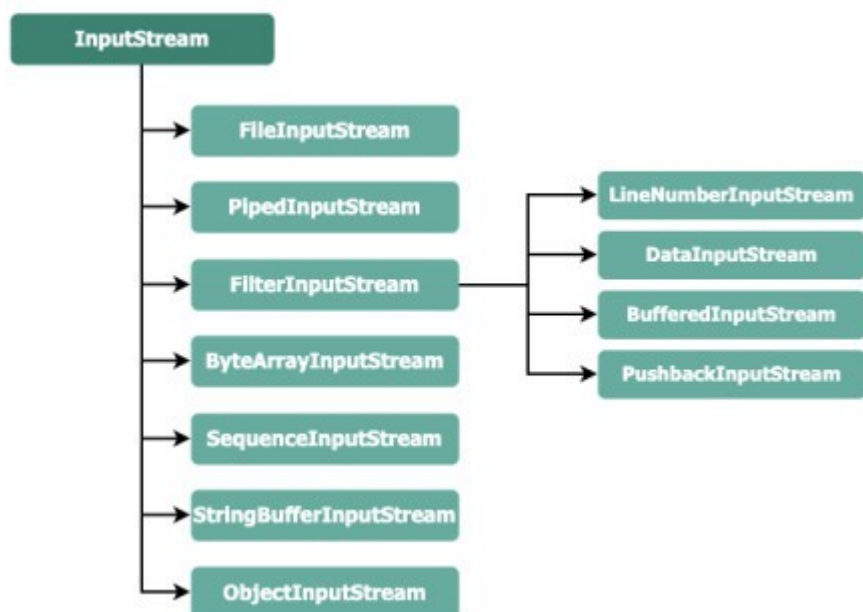 InputStream
FileInputStream
PipedInputStream
FilterInputStream
ByteArrayInputStream
SequenceInputStream
StringBufferInputStream
ObjectInputStream
LineNumberInputStream
DataInputStream
BufferedInputStream
PushbackInputStream